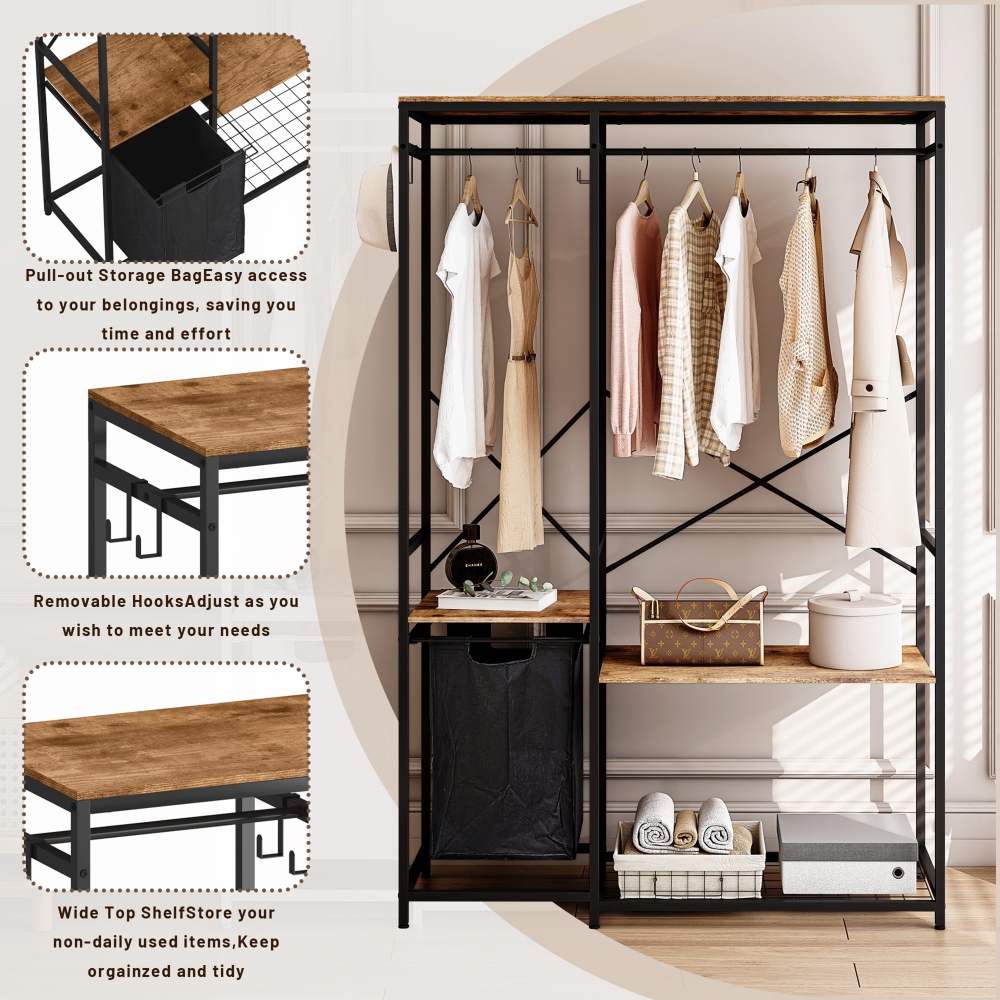 Pull-out Storage BagEasy access
to your belongings, saving you
time and effort
Removable HooksAdjust as you
wish to meet your needs
Wide Top ShelfStore your
non-daily used items,Keep
orgainzed and tidy